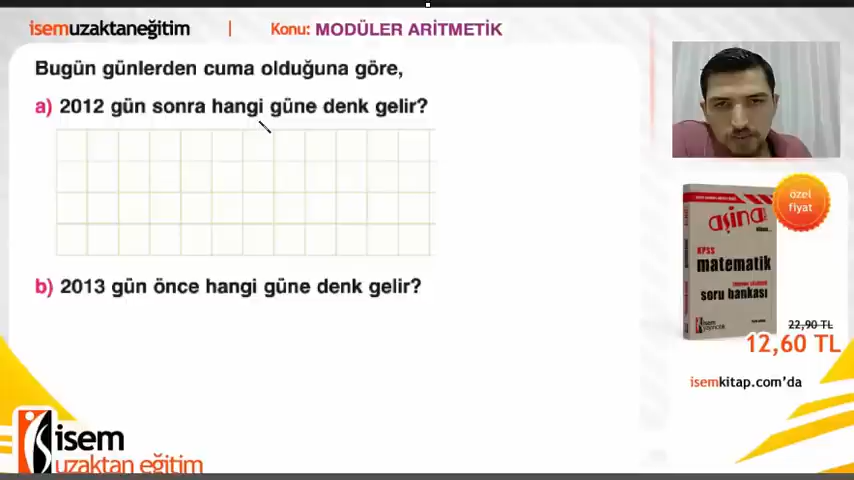 isemuzaktaneğitim | Konu: MODÜLER ARİTMETİK
Bugün günlerden cuma olduğuna göre,
a) 2012 gün sonra hangi güne denk gelir?
b) 2013 gün önce hangi güne denk gelir?
özel
fiyat
aşina
KPSS
matematik
soru bankası
isem
22,90 TL
12,60 TL
isemkitap.com'da
isem
uzaktan eğitim